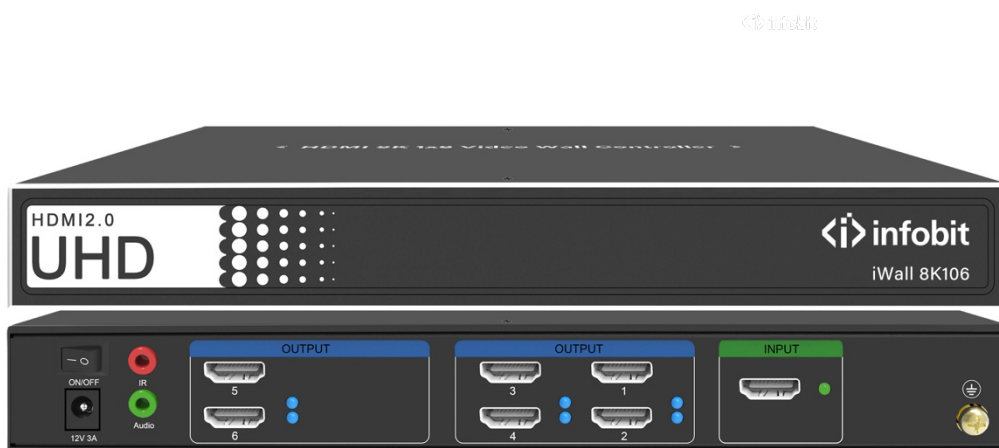 <i> infobit
< HDMI 8K 1x6 Video Wall Controller >
HDMI2.0
UHD
<i> infobit
iWall 8K106
ON/OFF
12V 3A
IR
Audio
OUTPUT
5
6
OUTPUT
3
1
4
2
INPUT